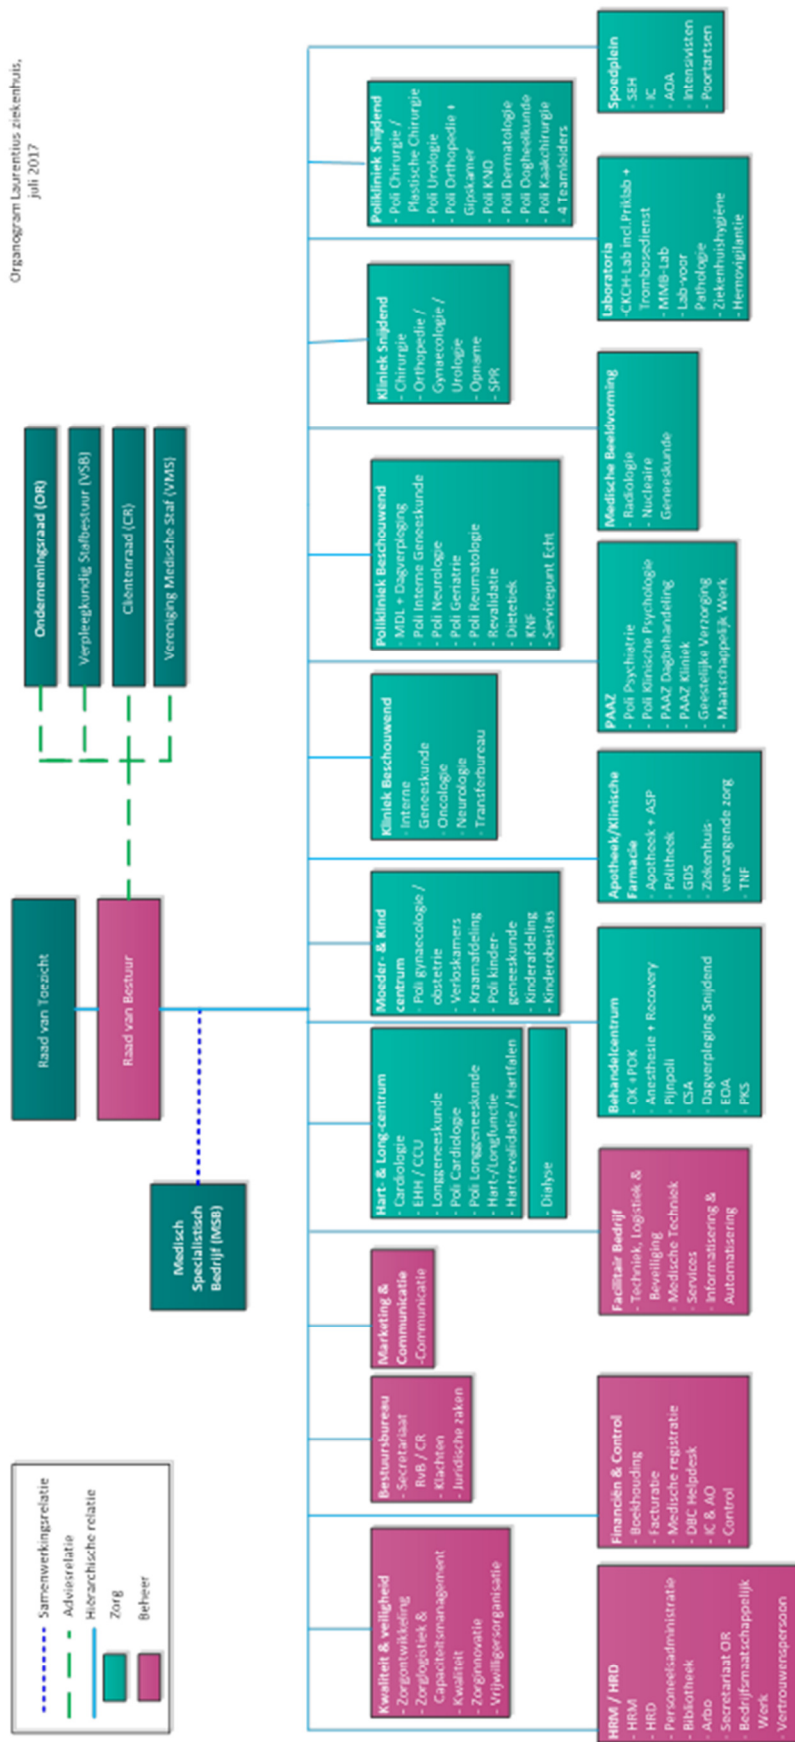 Organogram Laurentius ziekenhuis,
juli 2017
Samenwerkingsrelatie
Adviesrelatie
Hierarchische relatie
Zorg
Beheer
Raad van Toezicht
Raad van Bestuur
Medisch
Specialistisch
Bedrijf (MSB)
Ondernemingsraad (OR)
Verpleegkundig Stafbestuur (VSB)
Cliëntenraad (CR)
Vereniging Medische Staf (VMS)
Kwaliteit & veiligheid
- Zorgontwikkeling
- Zorglogistiek &
Capaciteitsmanagement
- Kwaliteit
- Zorginnovatie
- Vrijwilligersorganisatie
Bestuursbureau
- Secretariaat
RvB / CR
- Klachten
- Juridische zaken
Marketing &
Communicatie
- Communicatie
Hart- & Long-centrum
- Cardiologie
- EHH / CCU
- Longgeneeskunde
- Poli Cardiologie
- Poli Longgeneeskunde
- Hart-/Longfunctie
- Hartrevalidatie / Hartfalen
- Dialyse
Moeder- & Kind
centrum
- Poli gynaecologie /
obstetrie
- Verloskamers
- Kraamafdeling
- Poli kinder-
geneeskunde
- Kinderafdeling
- Kinderobesitas
Kliniek Beschouwend
- Interne
Geneeskunde
- Oncologie
- Neurologie
- Transferbureau
Polikliniek Beschouwend
- MDL + Dagverpleging
- Poli Interne Geneeskunde
- Poli Neurologie
- Poli Geriatrie
- Poli Reumatologie
- Revalidatie
- Dietetiek
- KNF
- Servicepunt Echt
Kliniek Snijdend
- Chirurgie
- Orthopedie /
Gynaecologie /
Urologie
- Opname
- SPR
Polikliniek Snijdend
- Poli Chirurgie /
Plastische Chirurgie
- Poli Urologie
- Poli Orthopedie +
Gipskamer
- Poli KNO
- Poli Dermatologie
- Poli Oogheelkunde
- Poli Kaakchirurgie
- 4 Teamleiders
HRM / HRD
- HRM
- HRD
- Personeelsadministratie
- Bibliotheek
- Arbo
- Secretariaat OR
- Bedrijfsmaatschappelijk
Werk
- Vertrouwenspersoon
Financiën & Control
- Boekhouding
- Facturatie
- Medische registratie
- DBC Helpdesk
- IC & AO
- Control
Facilitair Bedrijf
- Techniek, Logistiek &
Beveiliging
- Medische Techniek
- Services
- Informatisering &
Automatisering
Behandelcentrum
- OK +POK
- Anesthesie + Recovery
- Pijnpoli
- CSA
- Dagverpleging Snijdend
- EOA
- PKS
Apotheek/Klinische
Farmacie
- Apotheek + ASP
- Politheek
- GDS
- Ziekenhuis-
vervangende zorg
- TNF
PAAZ
- Poli Psychiatrie
- Poli Klinische Psychologie
- PAAZ Dagbehandeling
- PAAZ Kliniek
- Geestelijke Verzorging
- Maatschappelijk Werk
Medische Beeldvorming
- Radiologie
- Nucleaire
Geneeskunde
Laboratoria
-CKCH-Lab incl.Priklab +
Trombosedienst
- MMB-Lab
- Lab-voor
Pathologie
- Ziekenhuishygiëne
- Hemovigilantie
Spoedplein
- SEH
- IC
- AOA
- Intensivisten
- Poortartsen